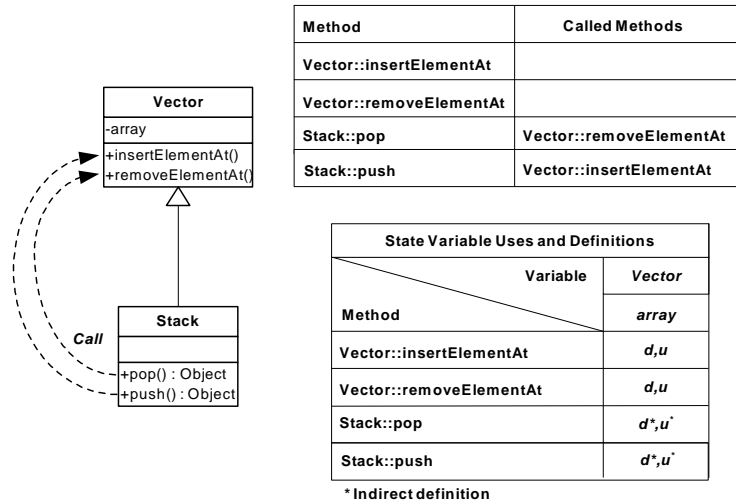 Vector
-array
+insertElementAt()
+removeElementAt()
Call
Stack
+pop() : Object
+push() : Object
Method Called Methods
Vector::insertElementAt
Vector::removeElementAt
Stack::pop Vector::removeElementAt
Stack::push Vector::insertElementAt
State Variable Uses and Definitions
Variable Vector
Method array
Vector::insertElementAt d,u
Vector::removeElementAt d,u
Stack::pop d*,u*
Stack::push d*,u*
* Indirect definition